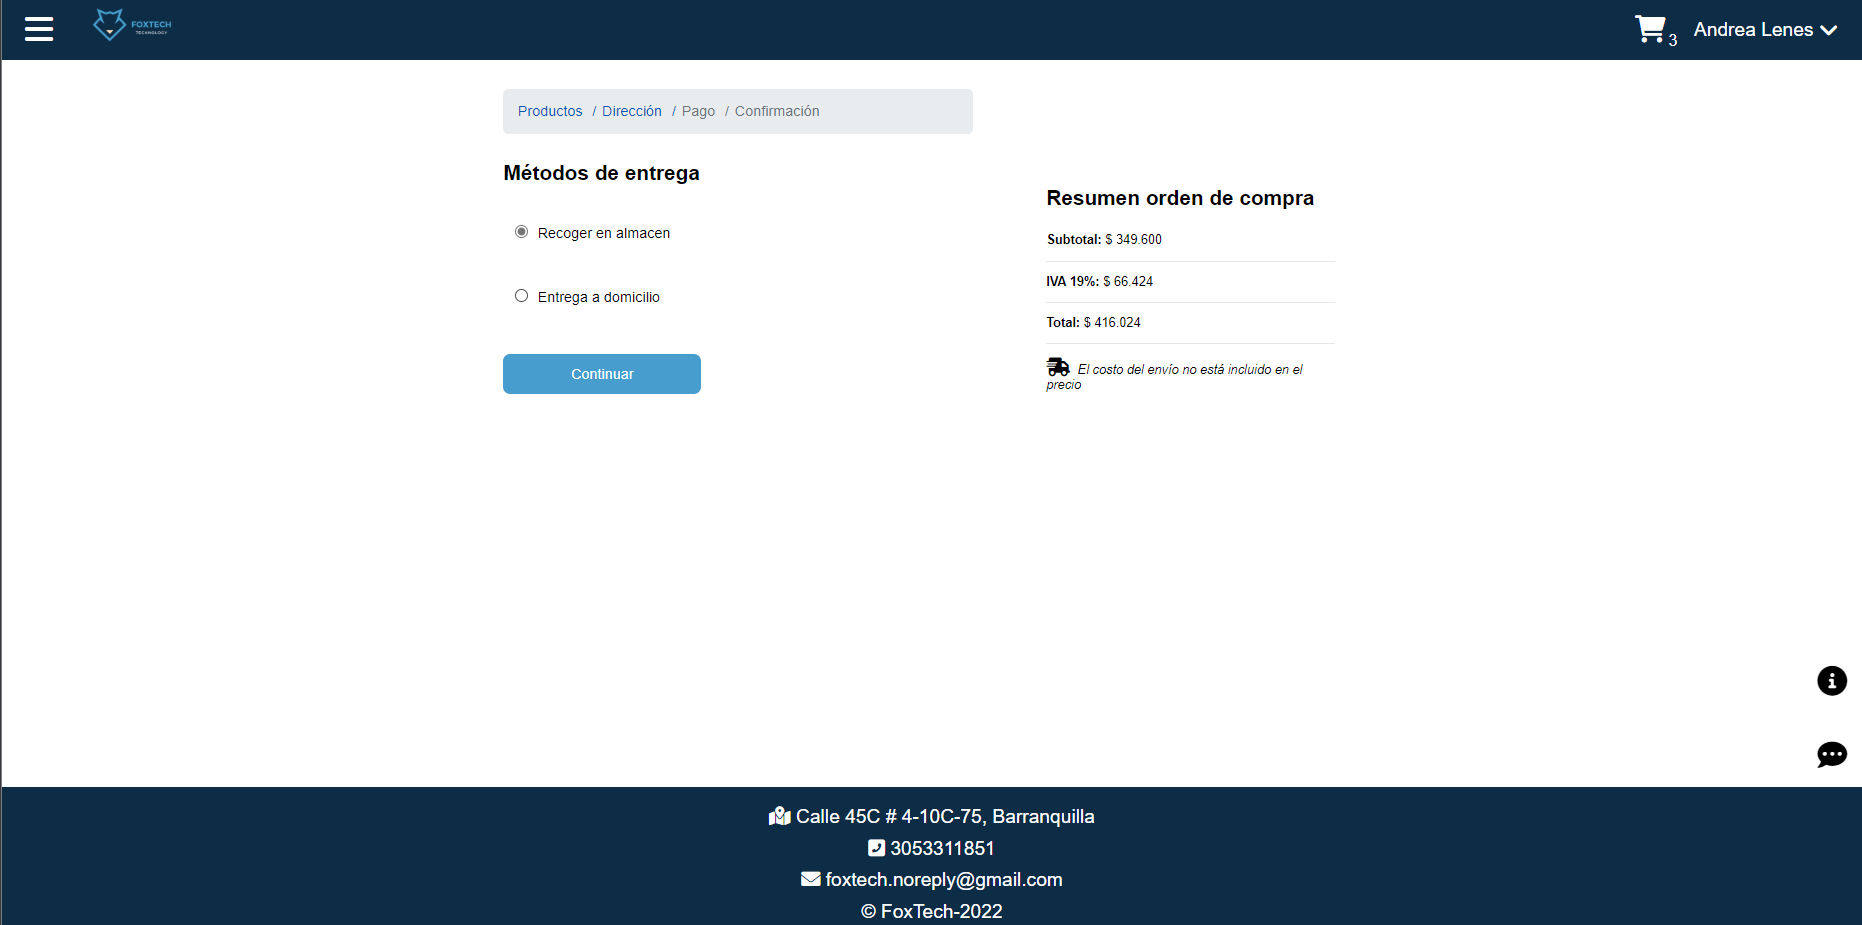 FOXTECH
TECHNOLOGY
3
Andrea Lenes
Productos / Dirección / Pago / Confirmación
Métodos de entrega
Recoger en almacen
Entrega a domicilio
Continuar
Resumen orden de compra
Subtotal: $ 349.600
IVA 19%: $ 66.424
Total: $ 416.024
El costo del envío no está incluido en el
precio
Calle 45C # 4-10C-75, Barranquilla
3053311851
foxtech.noreply@gmail.com
© FoxTech-2022